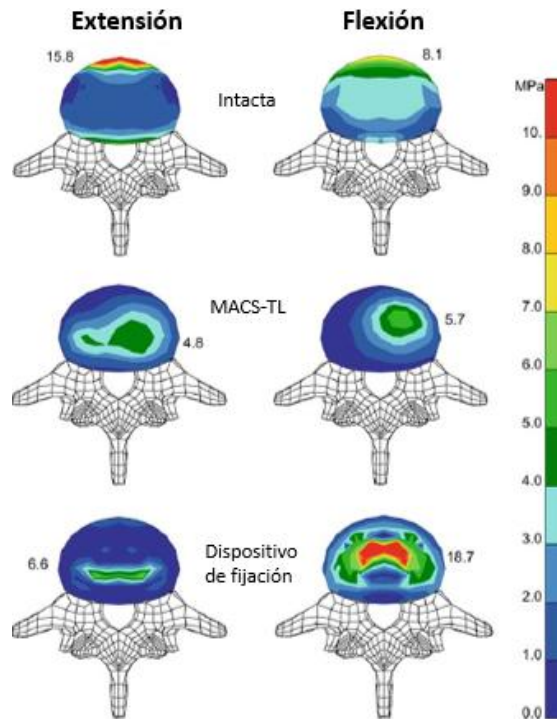 Extensión
Flexión
15.8
8.1
Intacta
MPa
10.
9.0
8.0
7.0
6.0
5.0
4.0
3.0
2.0
1.0
0.0
MACS-TL
4.8
5.7
6.6
Dispositivo
de fijación
18.7